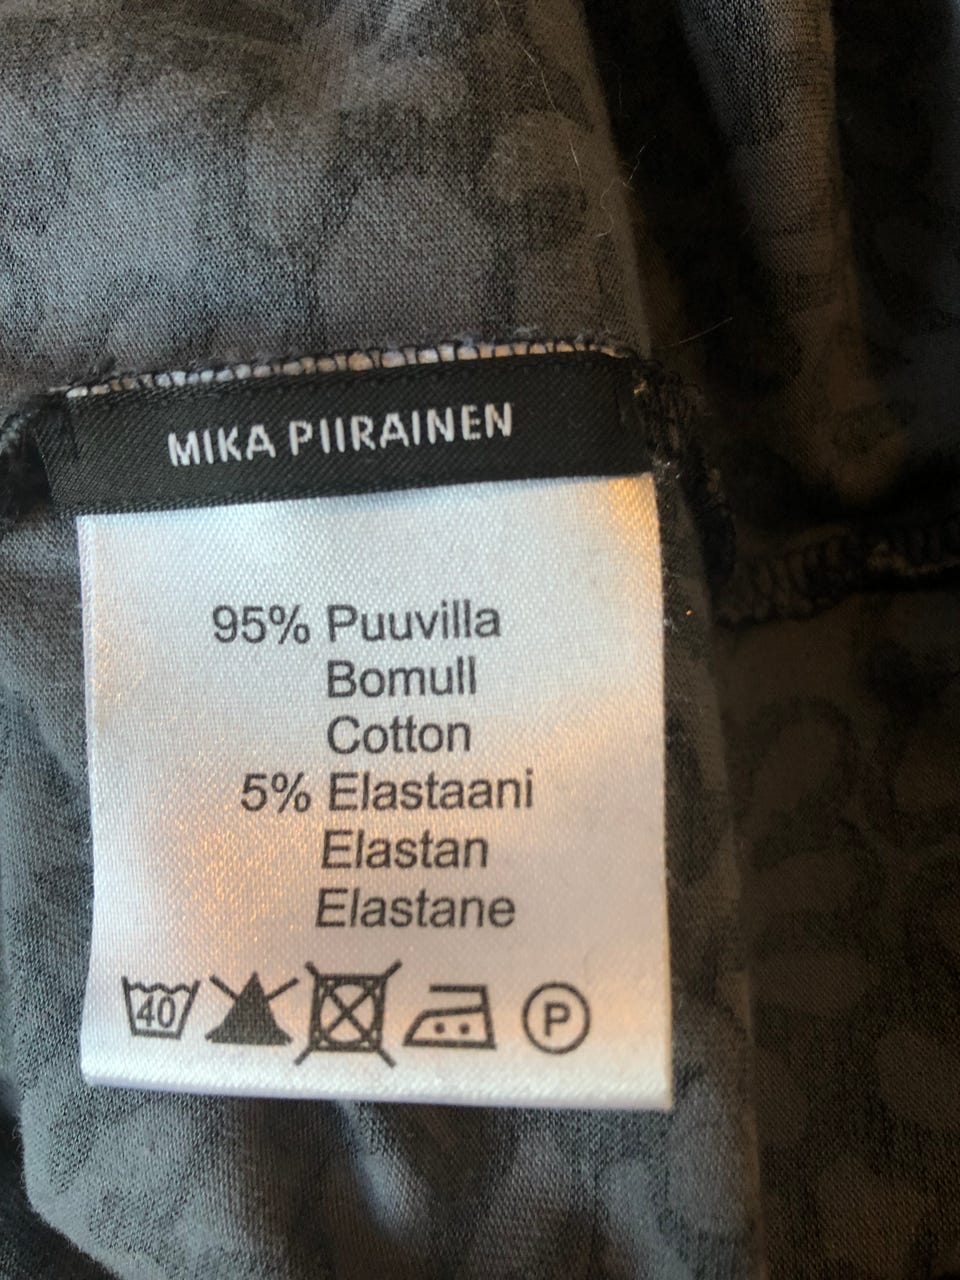 MIKA PIIRAINEN
95% Puuvilla
Bomull
Cotton
5% Elastaani
Elastan
Elastane
40 P